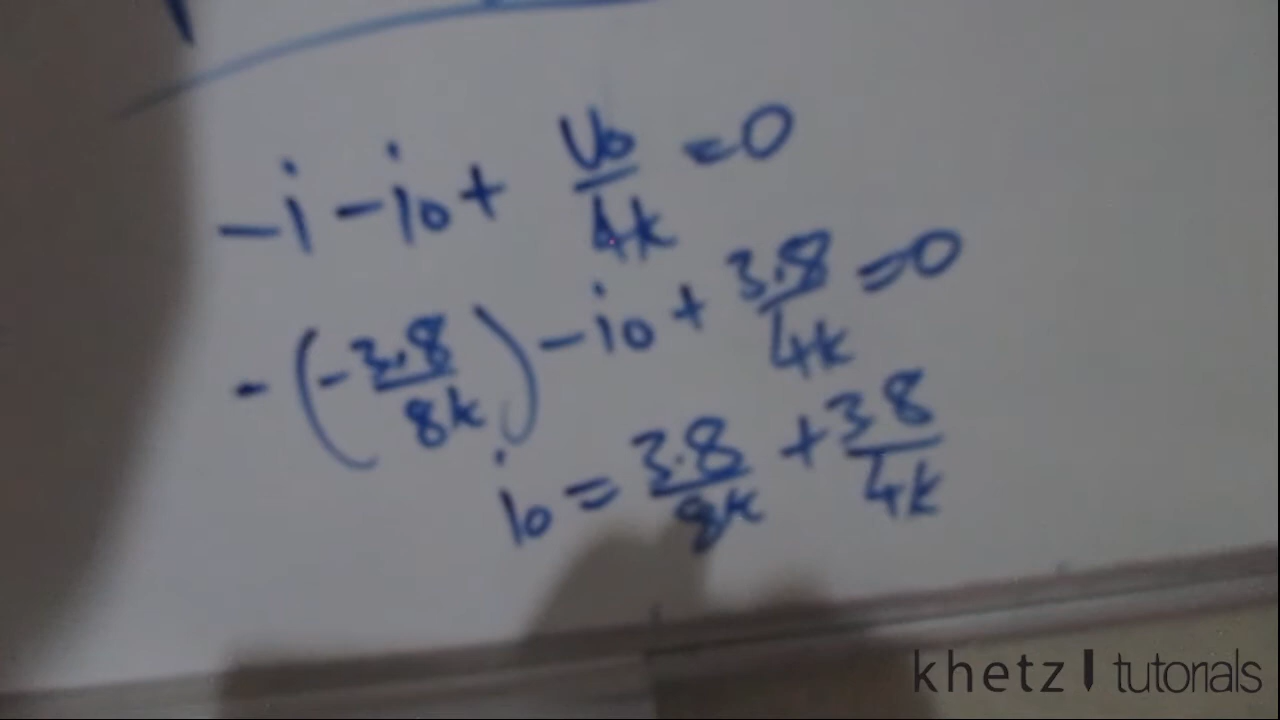 -i - io + Vo/4k = 0
-(-3.8/8k) - io + 3.8/4k = 0
io = 3.8/8k + 3.8/4k
khetz tutorials